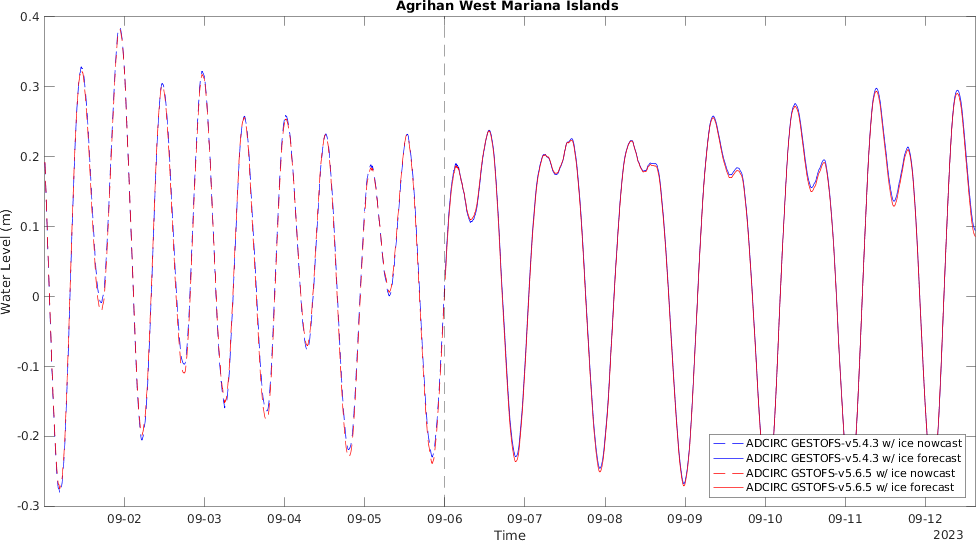 Agrihan West Mariana Islands
Water Level (m)
0.4
0.3
0.2
0.1
0
-0.1
-0.2
-0.3
09-02 09-03 09-04 09-05 09-06 09-07 09-08 09-09 09-10 09-11 09-12
Time
2023
ADCIRC GESTOFS-v5.4.3 w/ ice nowcast
ADCIRC GESTOFS-v5.4.3 w/ ice forecast
ADCIRC GSTOFS-v5.6.5 w/ ice nowcast
ADCIRC GSTOFS-v5.6.5 w/ ice forecast